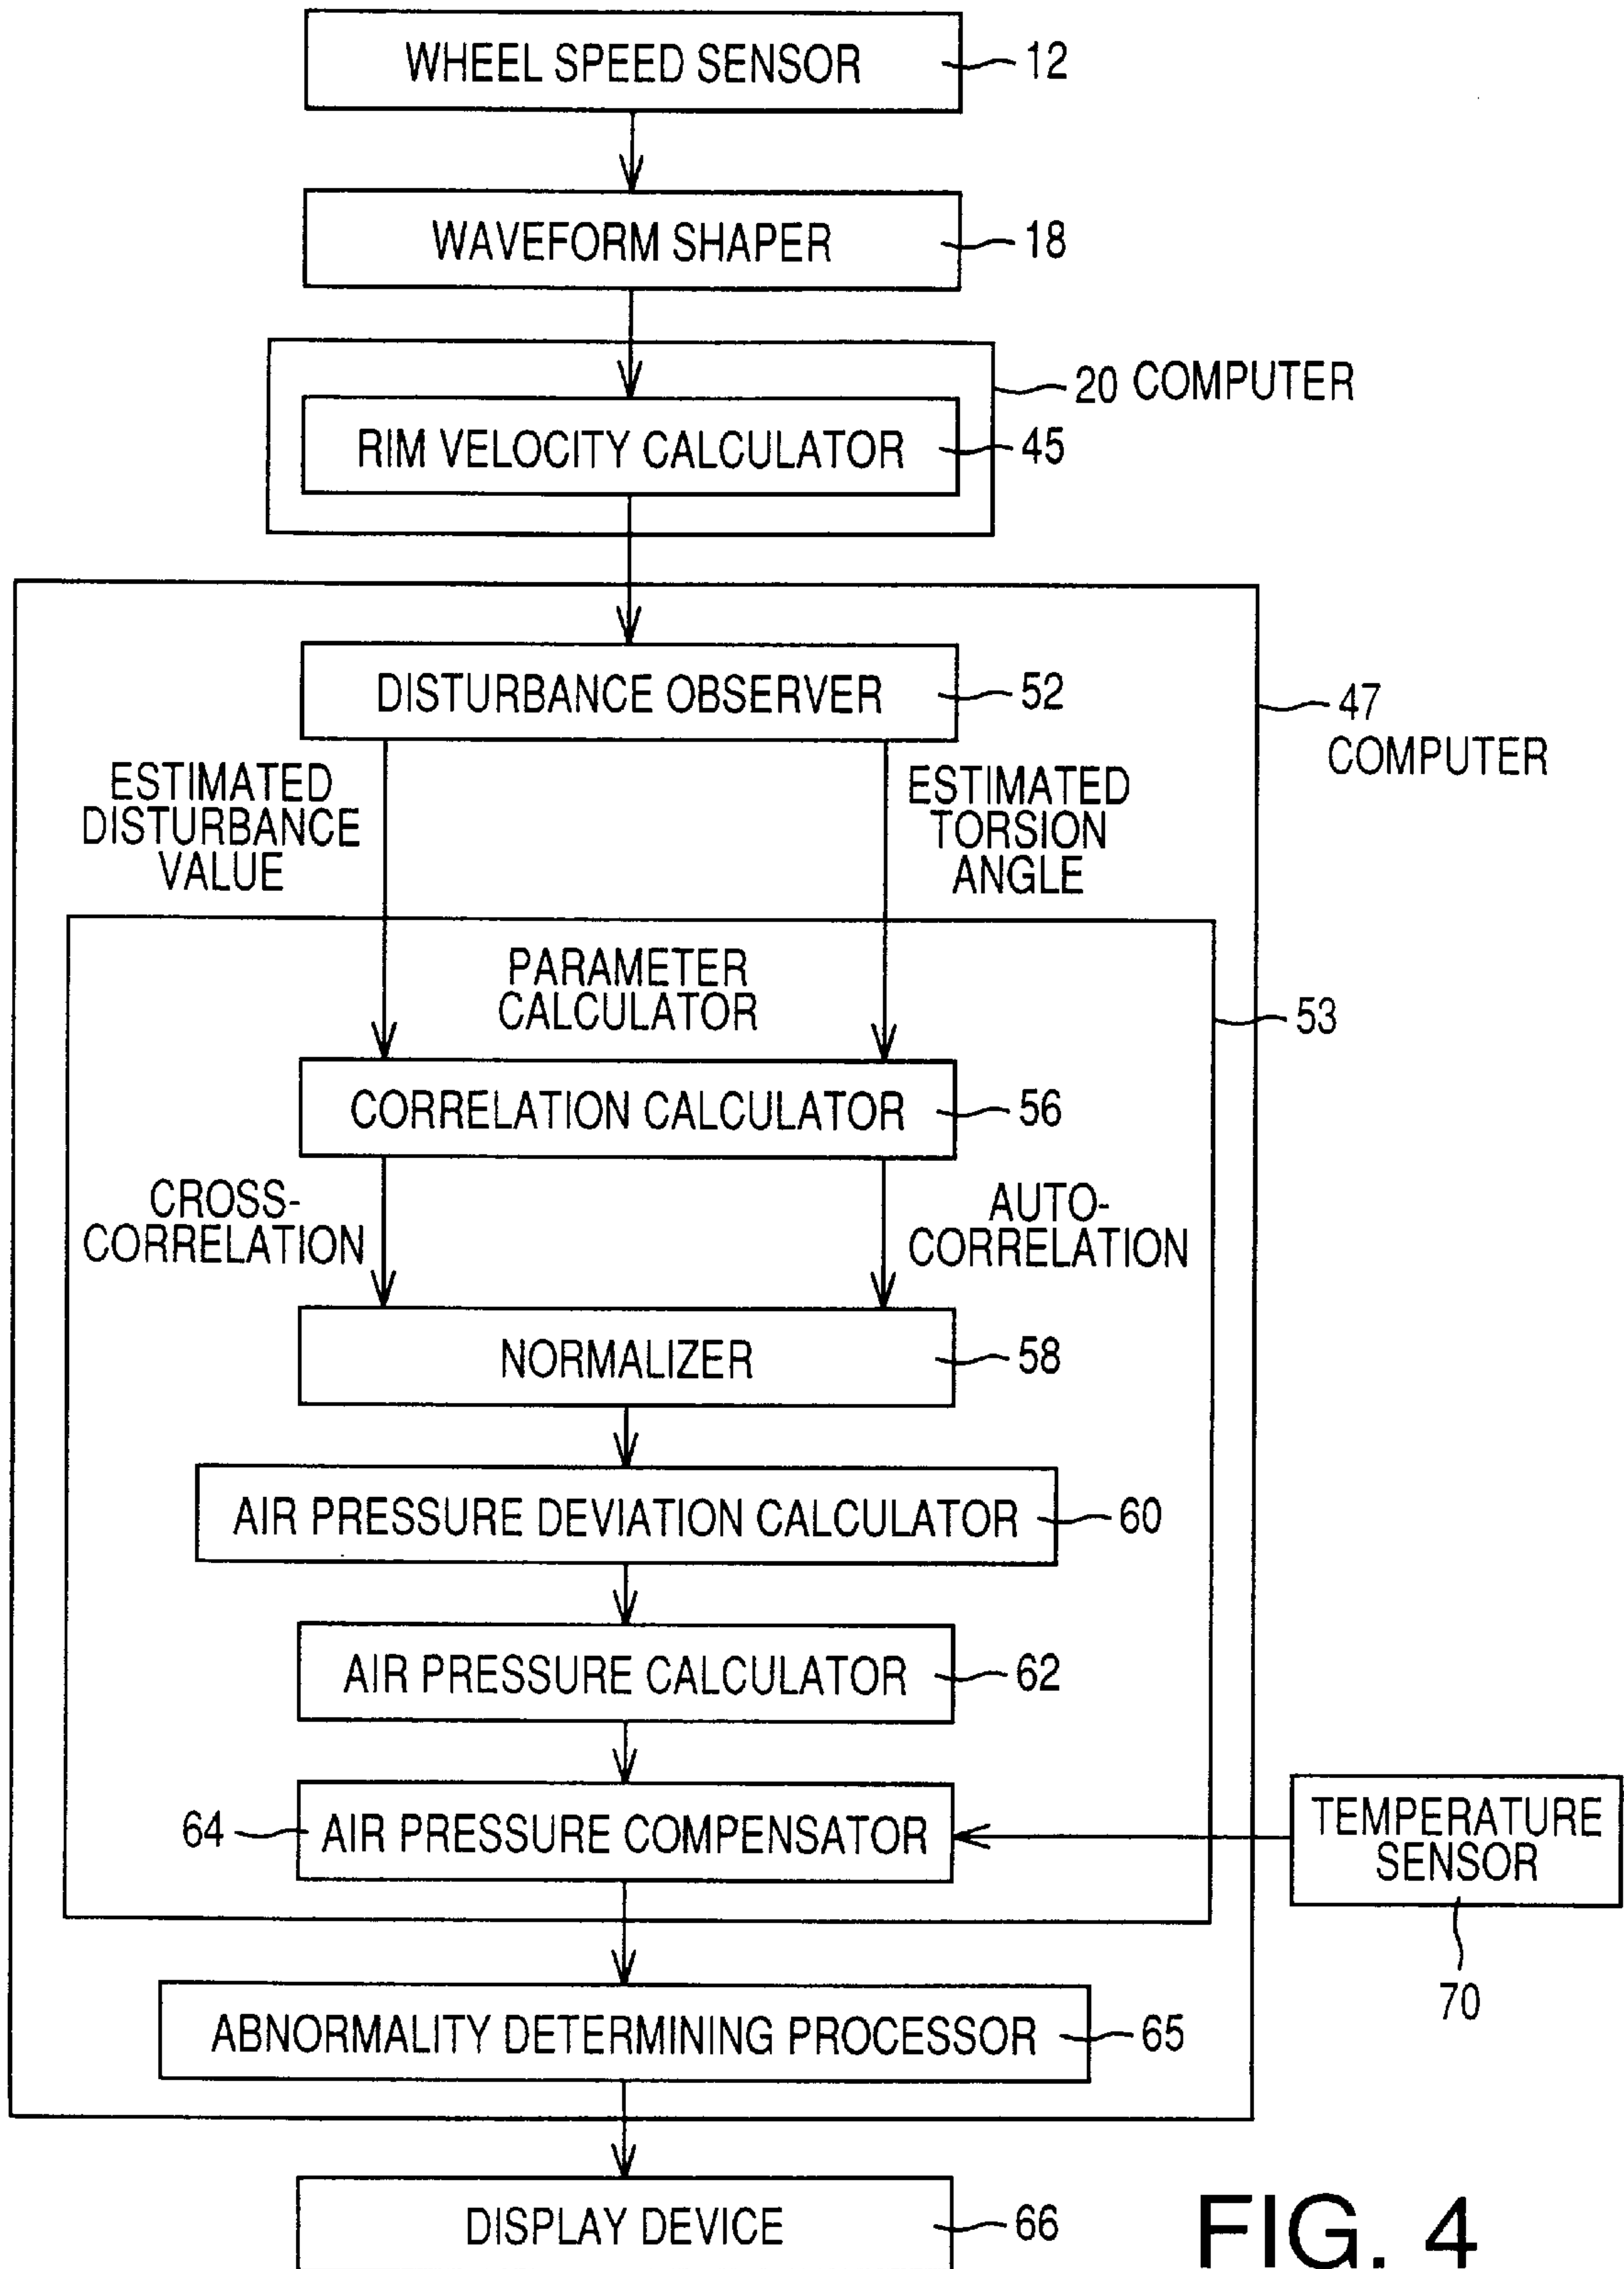 WHEEL SPEED SENSOR
12
WAVEFORM SHAPER
18
20 COMPUTER
RIM VELOCITY CALCULATOR
45
DISTURBANCE OBSERVER
52
47
COMPUTER
ESTIMATED
DISTURBANCE
VALUE
ESTIMATED
TORSION
ANGLE
PARAMETER
CALCULATOR
53
CORRELATION CALCULATOR
56
CROSS-
CORRELATION
AUTO-
CORRELATION
NORMALIZER
58
AIR PRESSURE DEVIATION CALCULATOR
60
AIR PRESSURE CALCULATOR
62
64
AIR PRESSURE COMPENSATOR
TEMPERATURE
SENSOR
70
ABNORMALITY DETERMINING PROCESSOR
65
DISPLAY DEVICE
66
FIG. 4